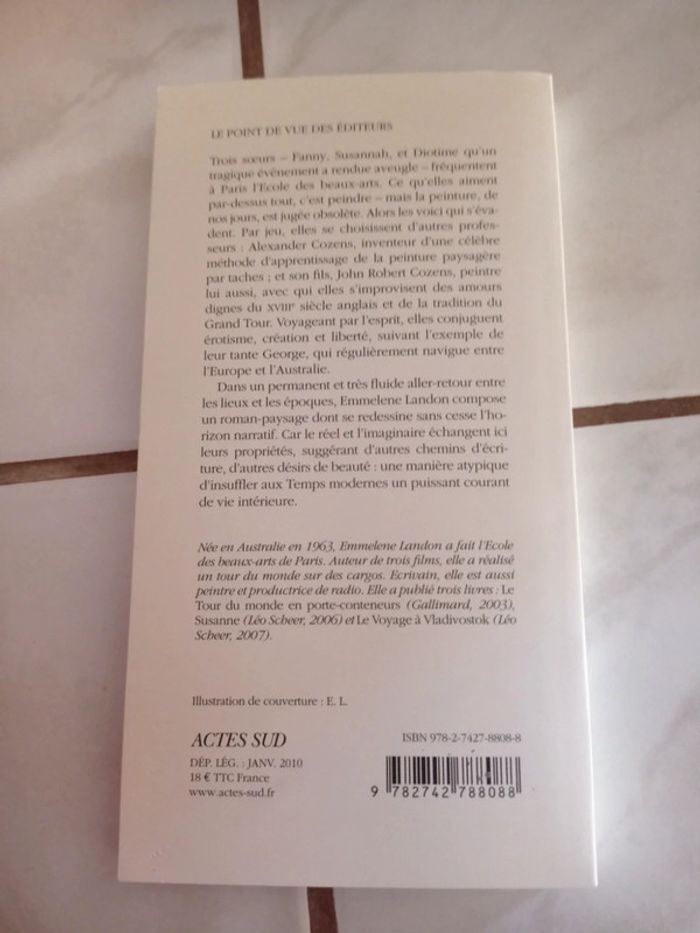 LE POINT DE VUE DES ÉDITEURS
Trois sœurs – Fanny, Susannah, et Diotime qu'un
tragique événement a rendue aveugle – fréquentent
à Paris l'Ecole des beaux-arts. Ce qu'elles aiment
par-dessus tout, c'est peindre – mais la peinture, de
nos jours, est jugée obsolète. Alors les voici qui s'éva-
dent. Par jeu, elles se choisissent d'autres profes-
seurs : Alexander Cozens, inventeur d'une célèbre
méthode d'apprentissage de la peinture paysagère
par taches ; et son fils, John Robert Cozens, peintre
lui aussi, avec qui elles s'improvisent des amours
dignes du XVIIIe siècle anglais et de la tradition du
Grand Tour. Voyageant par l'esprit, elles conjuguent
érotisme, création et liberté, suivant l'exemple de
leur tante George, qui régulièrement navigue entre
l'Europe et l'Australie.
Dans un permanent et très fluide aller-retour entre
les lieux et les époques, Emmelene Landon compose
un roman-paysage dont se redessine sans cesse l'ho-
rizon narratif. Car le réel et l'imaginaire échangent ici
leurs propriétés, suggérant d'autres chemins d'écri-
ture, d'autres désirs de beauté : une manière atypique
d'insuffler aux Temps modernes un puissant courant
de vie intérieure.
Née en Australie en 1963, Emmelene Landon a fait l'Ecole
des beaux-arts de Paris. Auteur de trois films, elle a réalisé
un tour du monde sur des cargos. Ecrivain, elle est aussi
peintre et productrice de radio. Elle a publié trois livres : Le
Tour du monde en porte-conteneurs (Gallimard, 2003),
Susanne (Léo Scheer, 2006) et Le Voyage à Vladivostok (Léo
Scheer, 2007).
Illustration de couverture : E. L.
ACTES SUD
DÉP. LÉG. : JANV. 2010
18 € TTC France
www.actes-sud.fr
ISBN 978-2-7427-8808-8
9 782742 788088